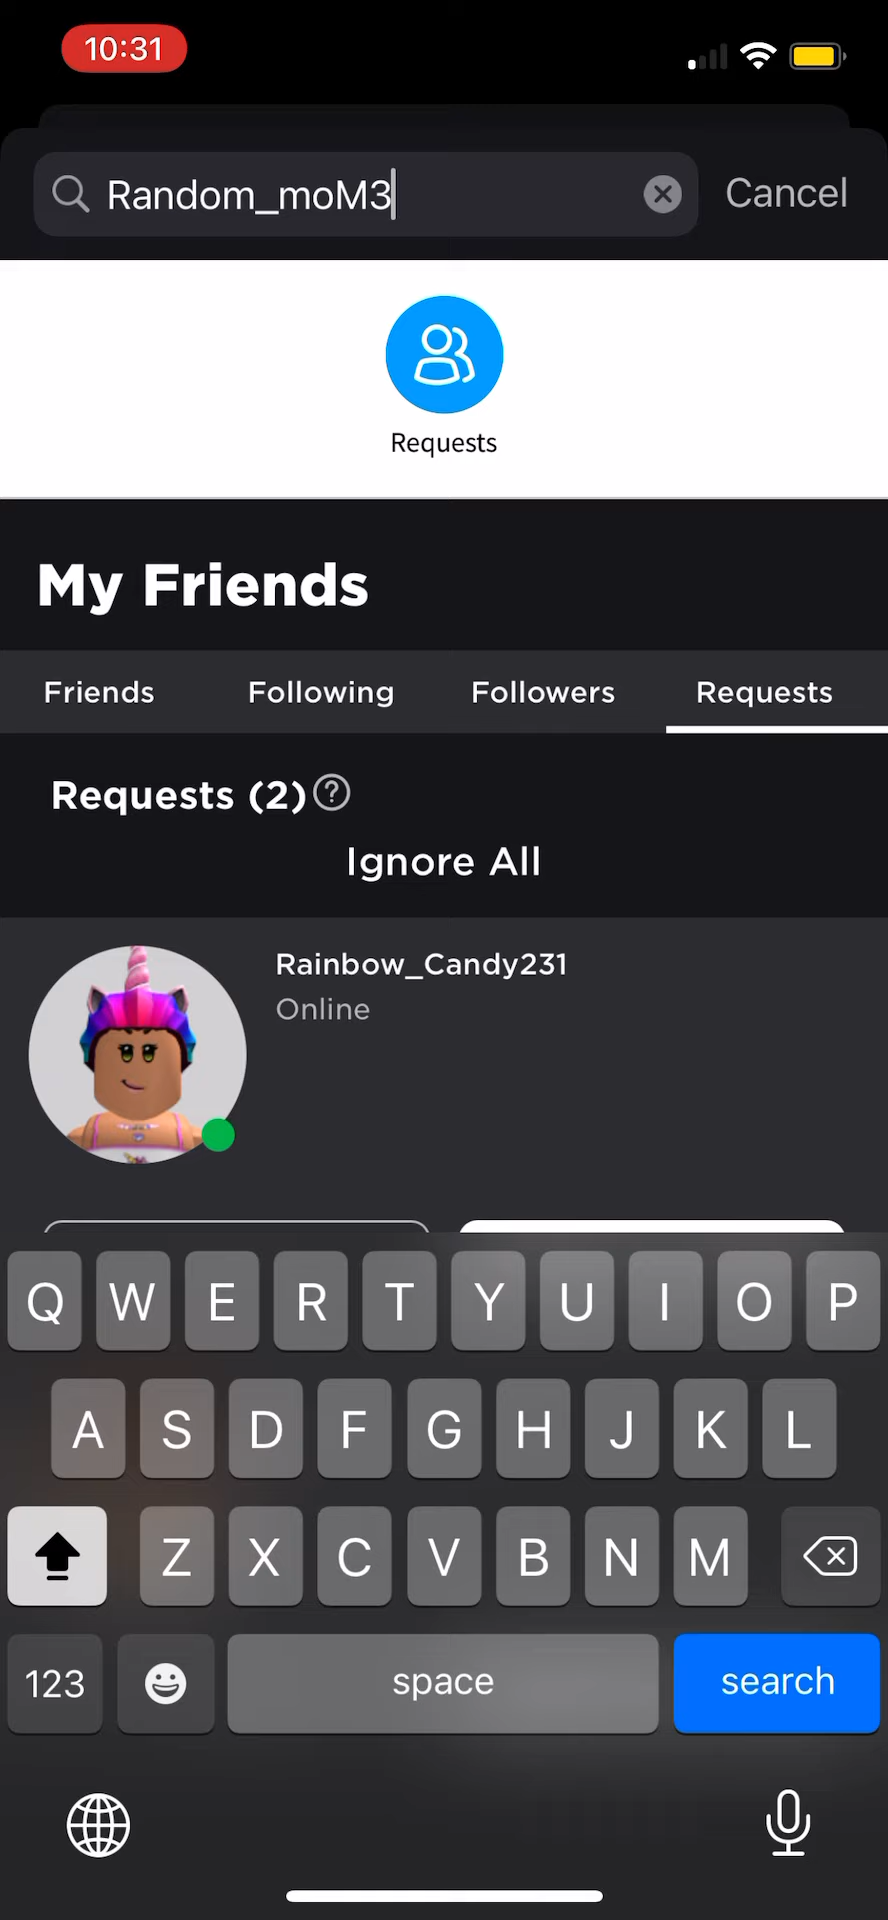 10:31
Random_moM3
Cancel
Requests
My Friends
Friends Following Followers Requests
Requests (2)
Ignore All
Rainbow_Candy231
Online
Q W E R T Y U I O P
A S D F G H J K L
Z X C V B N M
123 space search